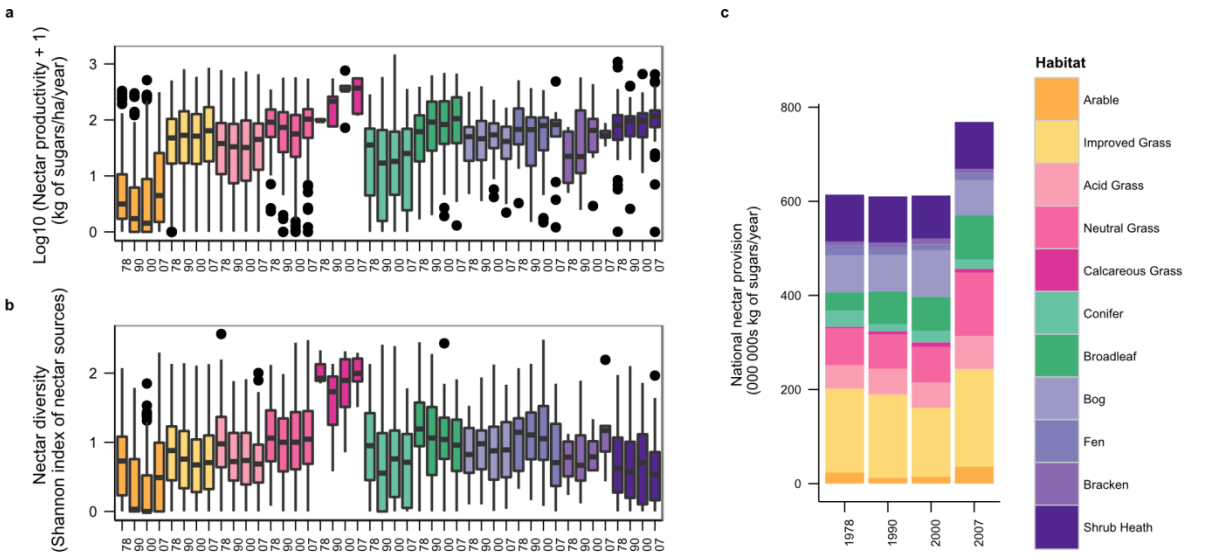 a
Log10 (Nectar productivity + 1)
(kg of sugars/ha/year)
3
2
1
0
78 90 00 07 78 90 00 07 78 90 00 07 78 90 00 07 78 90 00 07 78 90 00 07 78 90 00 07 78 90 00 07 78 90 00 07 78 90 00 07 78 90 00 07
b
Nectar diversity
(Shannon index of nectar sources)
2
1
0
78 90 00 07 78 90 00 07 78 90 00 07 78 90 00 07 78 90 00 07 78 90 00 07 78 90 00 07 78 90 00 07 78 90 00 07 78 90 00 07 78 90 00 07
c
National nectar provision
(000 000s kg of sugars/year)
800
600
400
200
0
1978 1990 2000 2007
Habitat
Arable
Improved Grass
Acid Grass
Neutral Grass
Calcareous Grass
Conifer
Broadleaf
Bog
Fen
Bracken
Shrub Heath